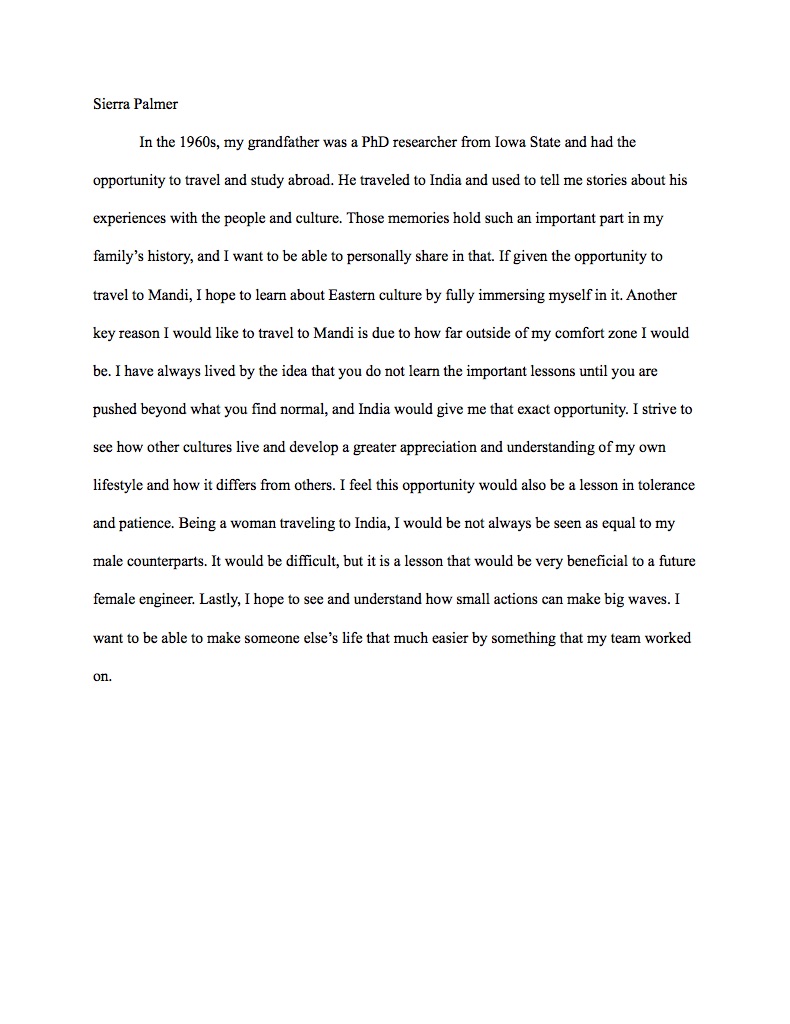 Sierra Palmer
In the 1960s, my grandfather was a PhD researcher from Iowa State and had the
opportunity to travel and study abroad. He traveled to India and used to tell me stories about his
experiences with the people and culture. Those memories hold such an important part in my
family’s history, and I want to be able to personally share in that. If given the opportunity to
travel to Mandi, I hope to learn about Eastern culture by fully immersing myself in it. Another
key reason I would like to travel to Mandi is due to how far outside of my comfort zone I would
be. I have always lived by the idea that you do not learn the important lessons until you are
pushed beyond what you find normal, and India would give me that exact opportunity. I strive to
see how other cultures live and develop a greater appreciation and understanding of my own
lifestyle and how it differs from others. I feel this opportunity would also be a lesson in tolerance
and patience. Being a woman traveling to India, I would be not always be seen as equal to my
male counterparts. It would be difficult, but it is a lesson that would be very beneficial to a future
female engineer. Lastly, I hope to see and understand how small actions can make big waves. I
want to be able to make someone else’s life that much easier by something that my team worked
on.